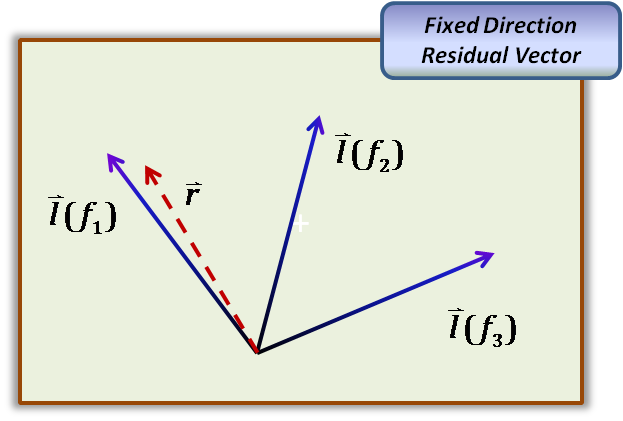 Fixed Direction
Residual Vector
I⃗(f₂)
r⃗
I⃗(f₁)
I⃗(f₃)